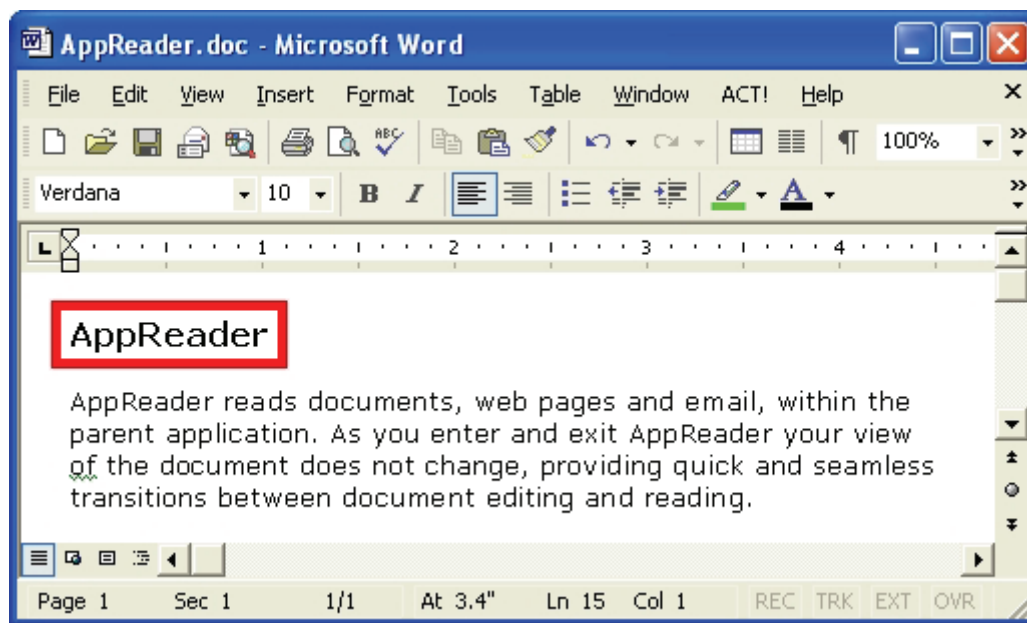 AppReader.doc - Microsoft Word
File Edit View Insert Format Tools Table Window ACT! Help
ABC 100%
Verdana 10 B I A
1 2 3 4
AppReader
AppReader reads documents, web pages and email, within the
parent application. As you enter and exit AppReader your view
of the document does not change, providing quick and seamless
transitions between document editing and reading.
Page 1 Sec 1 1/1 At 3.4" Ln 15 Col 1 REC TRK EXT OVR